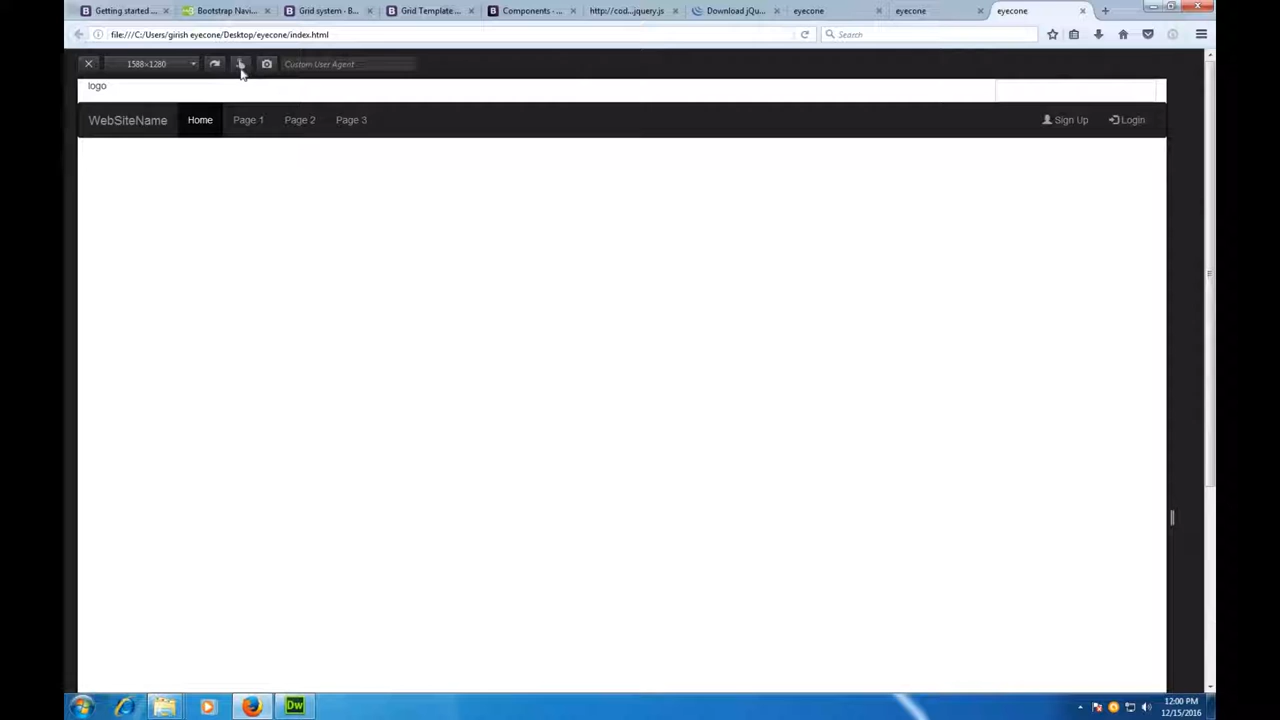 Getting started ... Bootstrap Navi... Grid system · B... Grid Template ... Components · ... http://cod...jquery.js Download jQu... eyecone eyecone eyecone
file:///C:/Users/girish eyecone/Desktop/eyecone/index.html Search
1588×1280 Custom User Agent
logo
WebSiteName Home Page 1 Page 2 Page 3 Sign Up Login
Dw
12:00 PM
12/15/2016